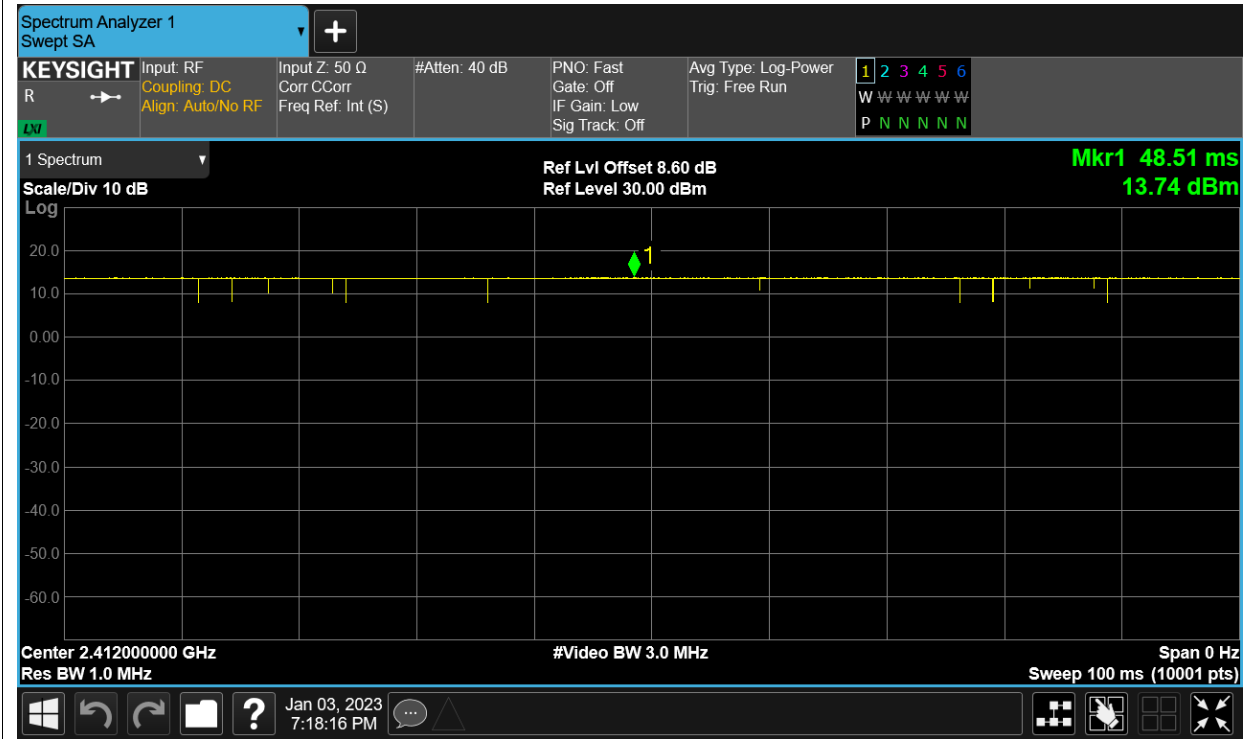 Spectrum Analyzer 1
Swept SA
KEYSIGHT
R
LXI
Input: RF
Coupling: DC
Align: Auto/No RF
Input Z: 50 Ω
Corr CCorr
Freq Ref: Int (S)
#Atten: 40 dB
PNO: Fast
Gate: Off
IF Gain: Low
Sig Track: Off
Avg Type: Log-Power
Trig: Free Run
1 2 3 4 5 6
W W W W W W
P N N N N N
1 Spectrum
Scale/Div 10 dB
Ref Lvl Offset 8.60 dB
Ref Level 30.00 dBm
Mkr1 48.51 ms
13.74 dBm
Log
20.0
10.0
0.00
-10.0
-20.0
-30.0
-40.0
-50.0
-60.0
1
Center 2.412000000 GHz
Res BW 1.0 MHz
#Video BW 3.0 MHz
Span 0 Hz
Sweep 100 ms (10001 pts)
?
Jan 03, 2023
7:18:16 PM